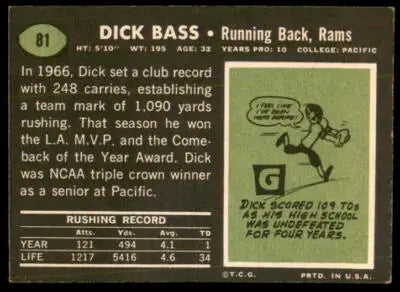 81
DICK BASS • Running Back, Rams
HT: 5'10" WT: 195 AGE: 32 YEARS PRO: 10 COLLEGE: PACIFIC
In 1966, Dick set a club record
with 248 carries, establishing
a team mark of 1,090 yards
rushing. That season he won
the L.A. M.V.P. and the Come-
back of the Year Award. Dick
was NCAA triple crown winner
as a senior at Pacific.
RUSHING RECORD
Atts. Yds. Avg. TD
YEAR 121 494 4.1 1
LIFE 1217 5416 4.6 34
I FEEL LIKE
I'VE BEEN
HERE BEFORE!
G
DICK SCORED 109 TDS
AS HIS HIGH SCHOOL
WAS UNDEFEATED
FOR FOUR YEARS.
©T.C.G. PRTD. IN U.S.A.